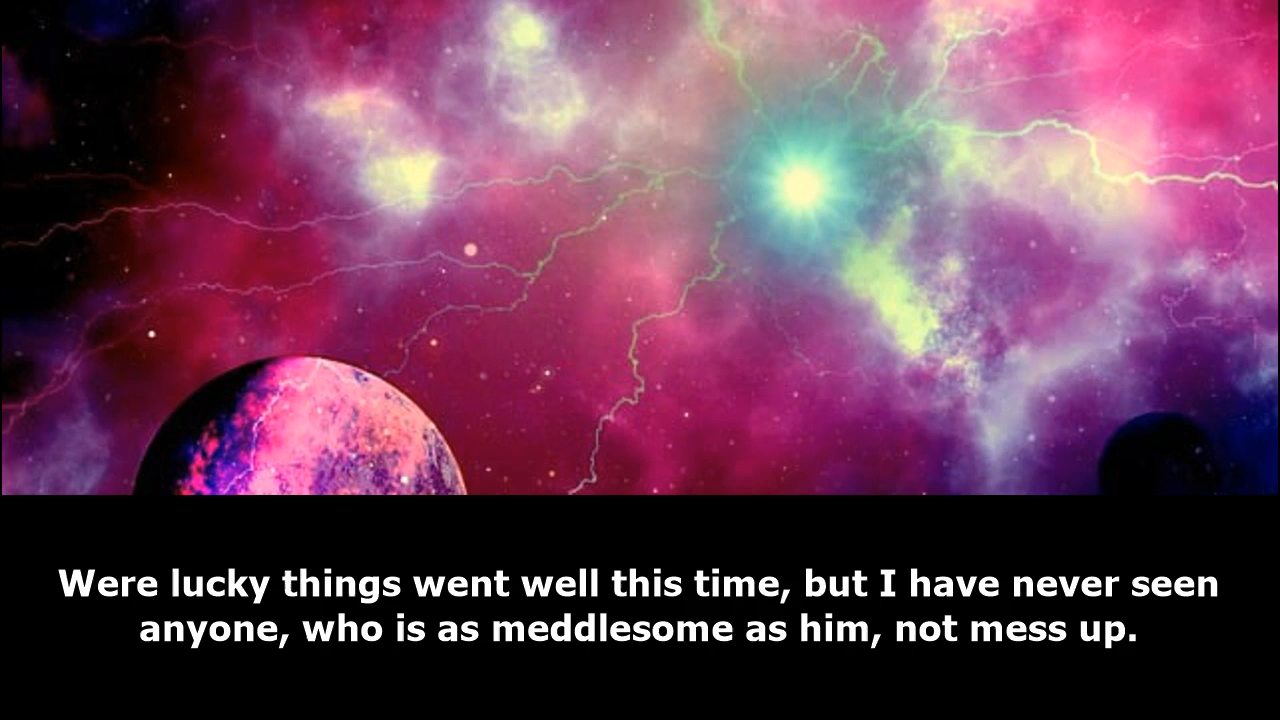 Were lucky things went well this time, but I have never seen
anyone, who is as meddlesome as him, not mess up.